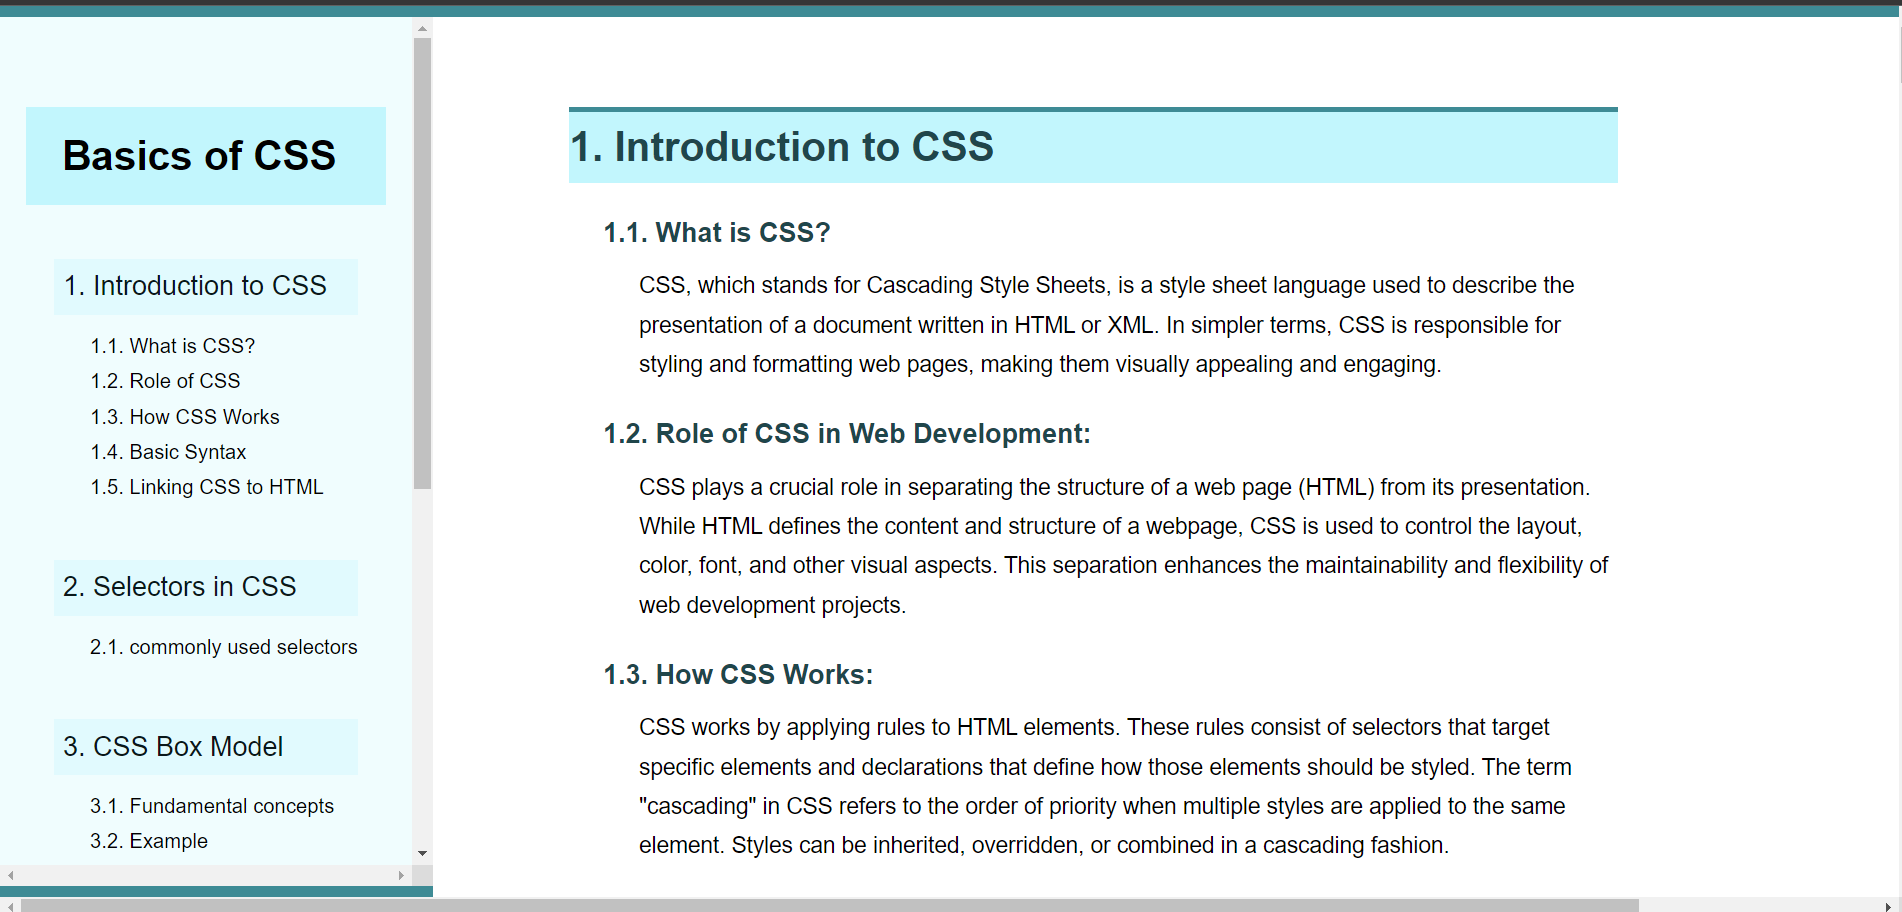 Basics of CSS
1. Introduction to CSS
1.1. What is CSS?
1.2. Role of CSS
1.3. How CSS Works
1.4. Basic Syntax
1.5. Linking CSS to HTML
2. Selectors in CSS
2.1. commonly used selectors
3. CSS Box Model
3.1. Fundamental concepts
3.2. Example
1. Introduction to CSS
1.1. What is CSS?
CSS, which stands for Cascading Style Sheets, is a style sheet language used to describe the
presentation of a document written in HTML or XML. In simpler terms, CSS is responsible for
styling and formatting web pages, making them visually appealing and engaging.
1.2. Role of CSS in Web Development:
CSS plays a crucial role in separating the structure of a web page (HTML) from its presentation.
While HTML defines the content and structure of a webpage, CSS is used to control the layout,
color, font, and other visual aspects. This separation enhances the maintainability and flexibility of
web development projects.
1.3. How CSS Works:
CSS works by applying rules to HTML elements. These rules consist of selectors that target
specific elements and declarations that define how those elements should be styled. The term
"cascading" in CSS refers to the order of priority when multiple styles are applied to the same
element. Styles can be inherited, overridden, or combined in a cascading fashion.